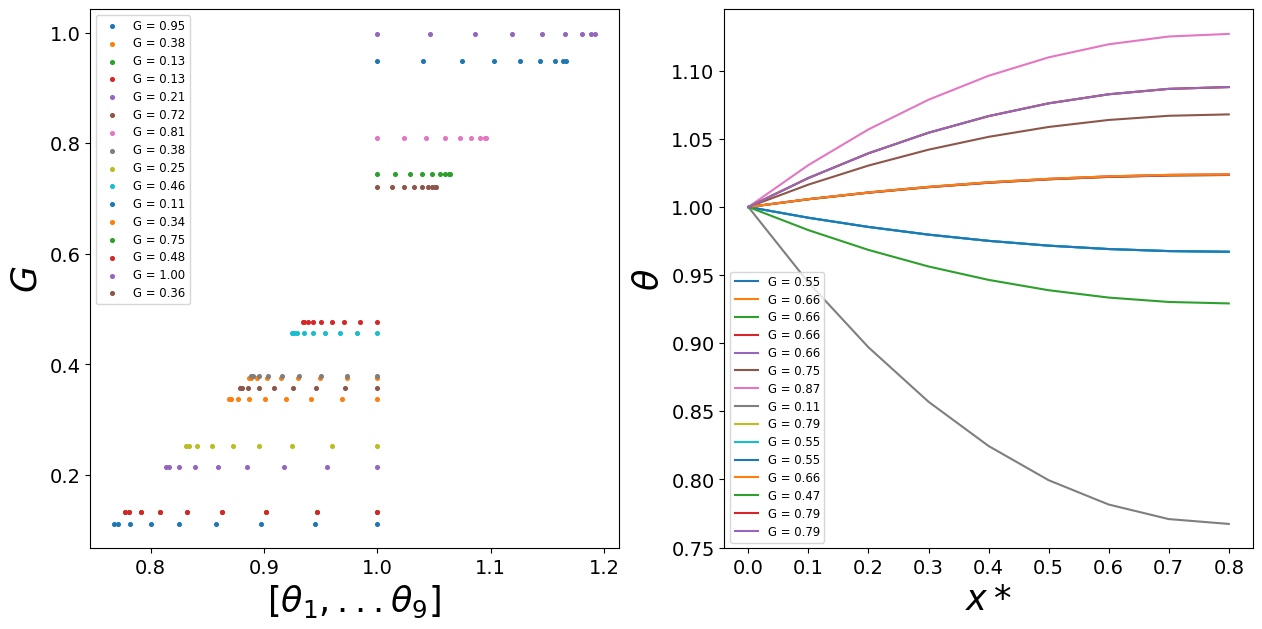 G
1.0
0.8
0.6
0.4
0.2
G = 0.95
G = 0.38
G = 0.13
G = 0.13
G = 0.21
G = 0.72
G = 0.81
G = 0.38
G = 0.25
G = 0.46
G = 0.11
G = 0.34
G = 0.75
G = 0.48
G = 1.00
G = 0.36
0.8 0.9 1.0 1.1 1.2
[θ₁, . . . θ₉]
θ
1.10
1.05
1.00
0.95
0.90
0.85
0.80
0.75
G = 0.55
G = 0.66
G = 0.66
G = 0.66
G = 0.66
G = 0.75
G = 0.87
G = 0.11
G = 0.79
G = 0.55
G = 0.55
G = 0.66
G = 0.47
G = 0.79
G = 0.79
0.0 0.1 0.2 0.3 0.4 0.5 0.6 0.7 0.8
x *